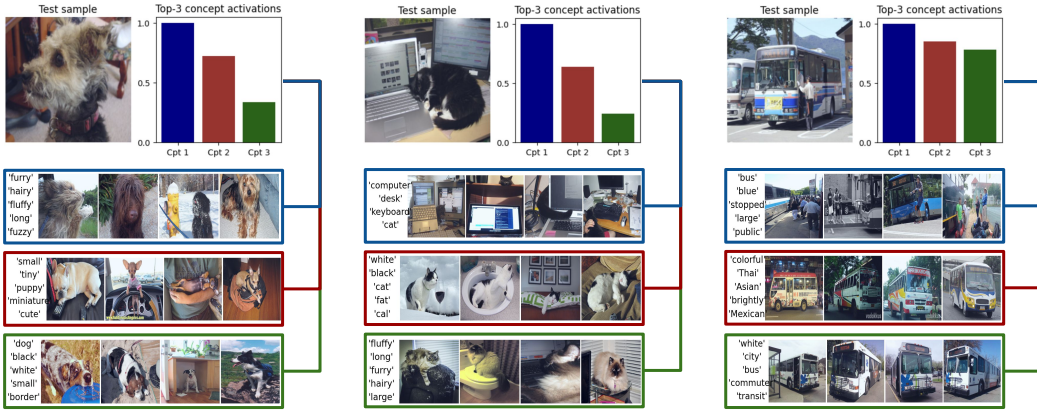 Test sample
Top-3 concept activations
1.0
0.5
0.0
Cpt 1 Cpt 2 Cpt 3
'furry'
'hairy'
'fluffy'
'long'
'fuzzy'
'small'
'tiny'
'puppy'
'miniature'
'cute'
'dog'
'black'
'white'
'small'
'border'
Test sample
Top-3 concept activations
1.0
0.5
0.0
Cpt 1 Cpt 2 Cpt 3
'computer'
'desk'
'keyboard'
'cat'
'white'
'black'
'cat'
'fat'
'cal'
'fluffy'
'long'
'furry'
'hairy'
'large'
Test sample
Top-3 concept activations
1.0
0.5
0.0
Cpt 1 Cpt 2 Cpt 3
'bus'
'blue'
'stopped'
'large'
'public'
'colorful'
'Thai'
'Asian'
'brightly'
'Mexican'
'white'
'city'
'bus'
'commute'
'transit'